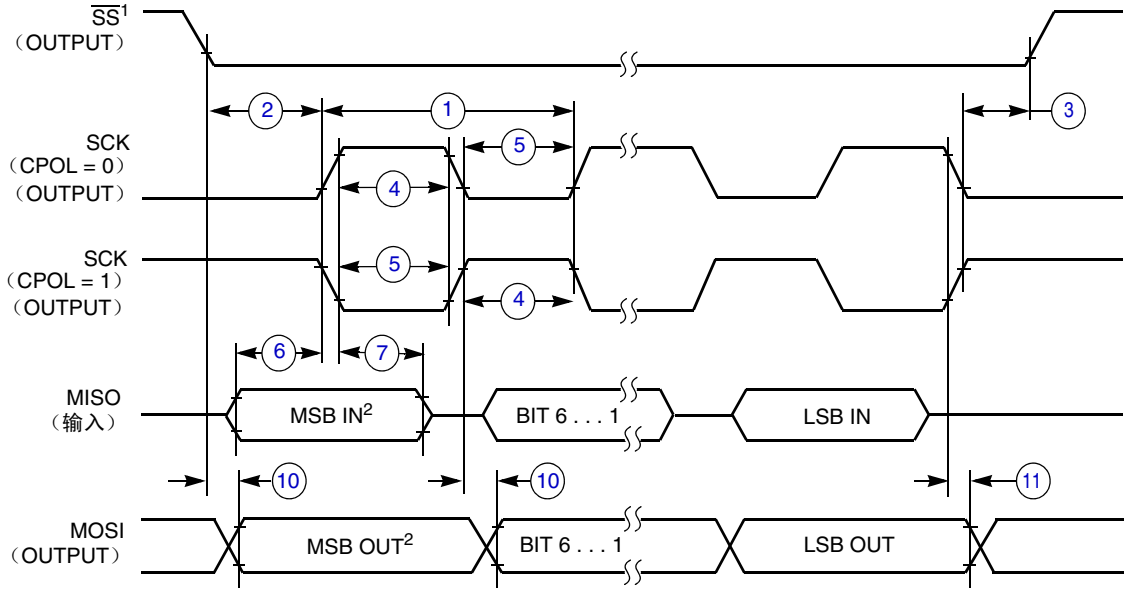 SS¹
（OUTPUT）
2
1
3
SCK
（CPOL = 0）
（OUTPUT）
5
4
SCK
（CPOL = 1）
（OUTPUT）
5
4
6
7
MISO
（输入）
MSB IN²
BIT 6 . . . 1
LSB IN
10
10
11
MOSI
（OUTPUT）
MSB OUT²
BIT 6 . . . 1
LSB OUT